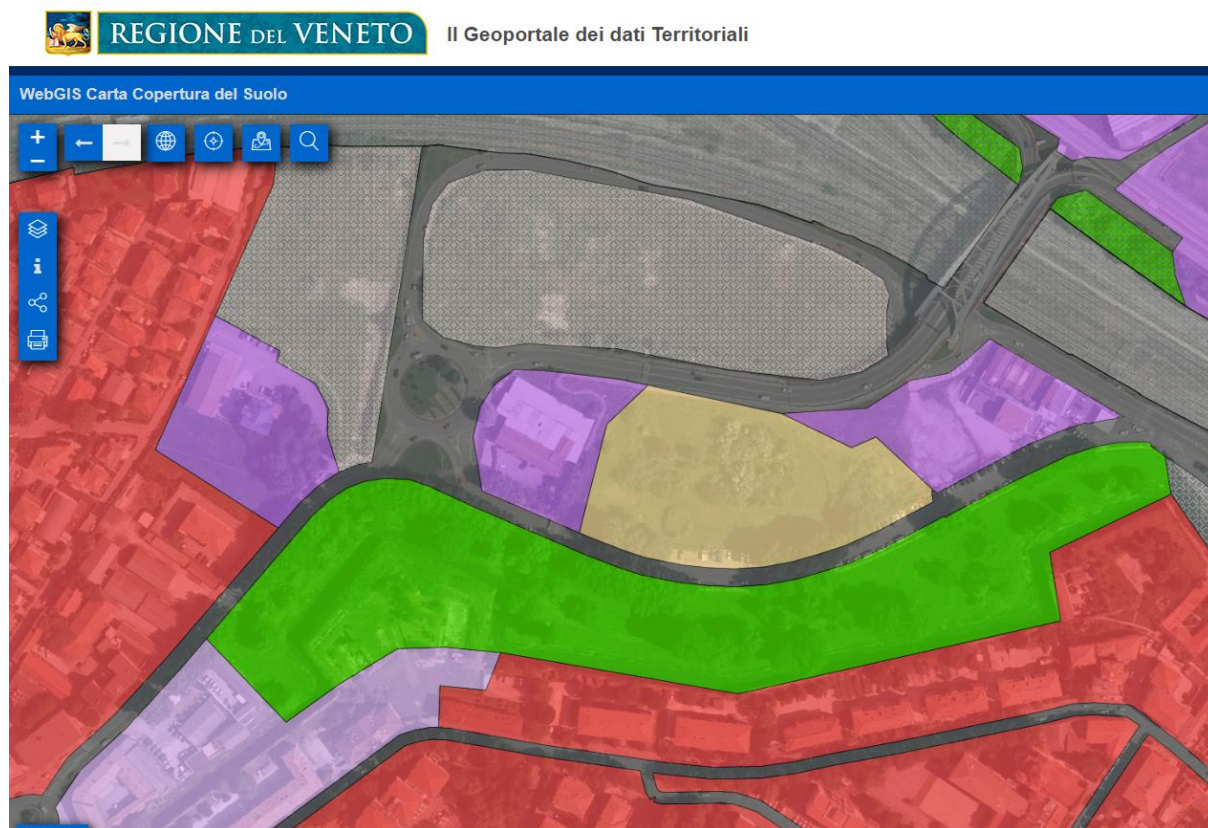 REGIONE DEL VENETO
Il Geoportale dei dati Territoriali
WebGIS Carta Copertura del Suolo